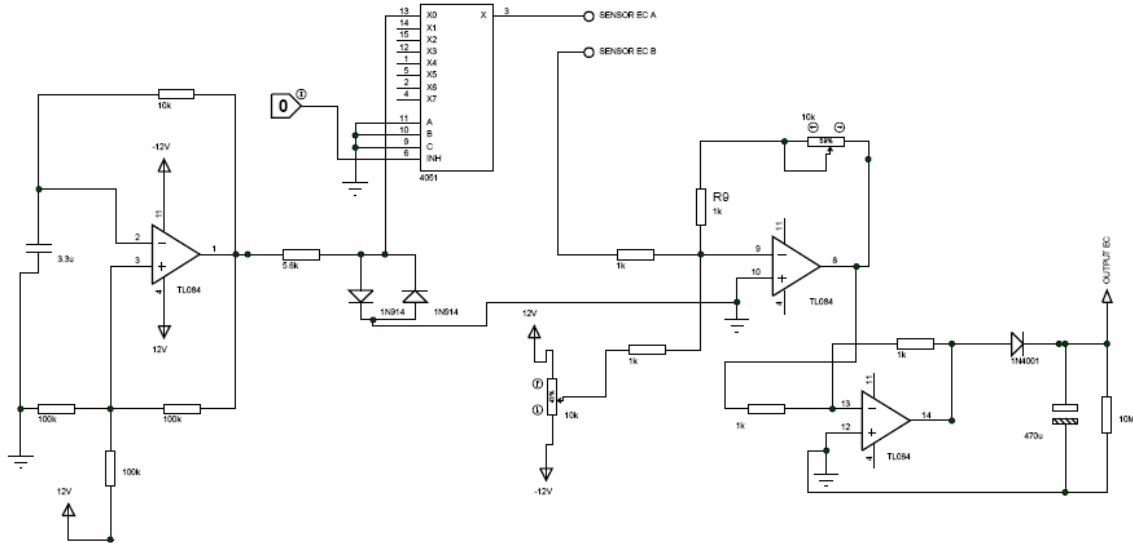 13 X0 X 3 SENSOR EC A
14 X1
15 X2 SENSOR EC B
12 X3
1 X4
5 X5
2 X6
4 X7
10k
0
11 A
10 B
9 C
6 INH
4051
10k
59%
-12V
R9
1k
11
2
3
1
4
TL084
3.3u
5.6k
1N914 1N914
1k
9
10
8
11
4
TL084
OUTPUT EC
12V
12V
1k
1k
1N4001
100k 100k
10k
-12V
1k
13
12
14
11
4
TL084
470u
10M
100k
12V